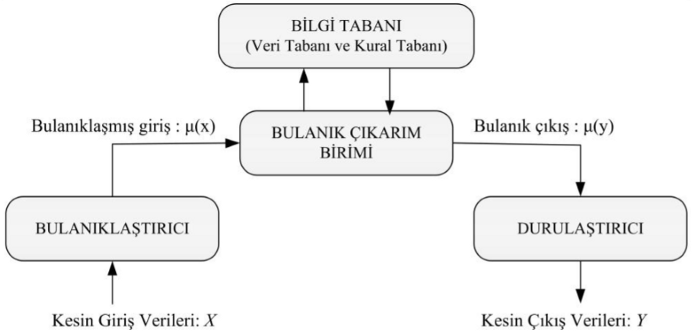 BİLGİ TABANI
(Veri Tabanı ve Kural Tabanı)
Bulanıklaşmış giriş : μ(x)
BULANIK ÇIKARIM
BİRİMİ
Bulanık çıkış : μ(y)
BULANIKLAŞTIRICI
DURULAŞTIRICI
Kesin Giriş Verileri: X
Kesin Çıkış Verileri: Y